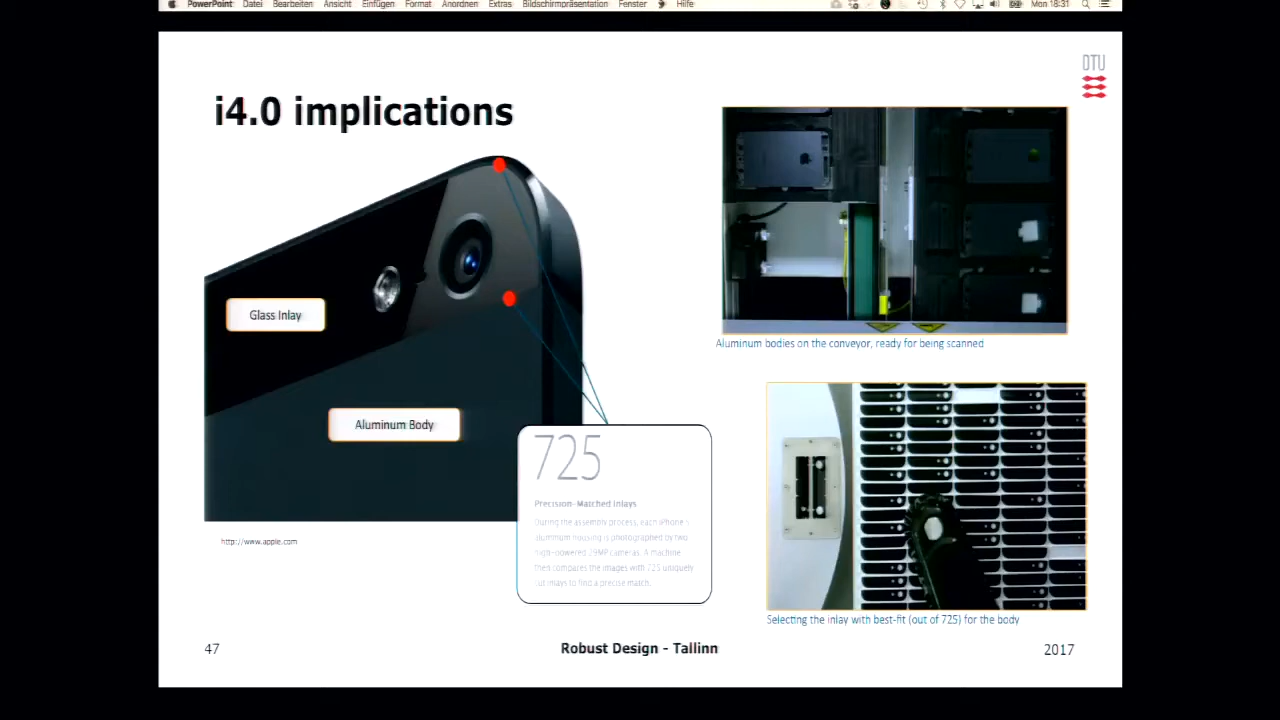 PowerPoint Datei Bearbeiten Ansicht Einfügen Format Anordnen Extras Bildschirmpräsentation Fenster Hilfe Mon 18:31
DTU
i4.0 implications
Glass Inlay
Aluminum Body
http://www.apple.com
725
Precision-Matched Inlays
During the assembly process, each iPhone 5
aluminum housing is photographed by two
high-powered 29MP cameras. A machine
then compares the images with 725 uniquely
cut inlays to find a precise match.
Aluminum bodies on the conveyor, ready for being scanned
Selecting the inlay with best-fit (out of 725) for the body
47
Robust Design - Tallinn
2017